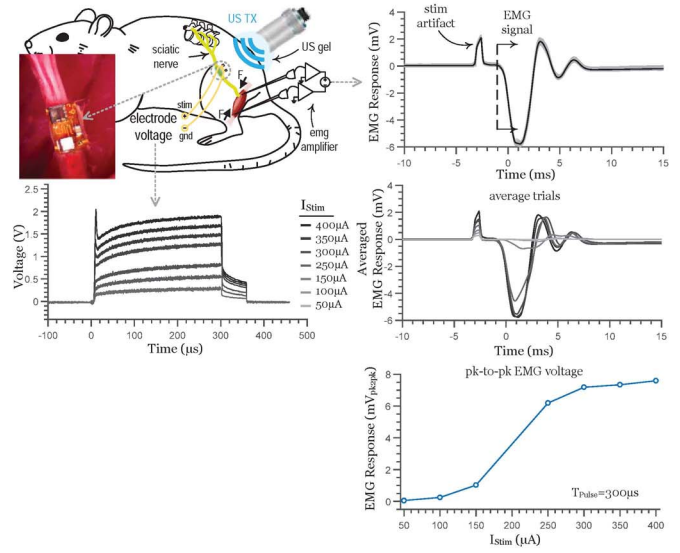 US TX
sciatic
nerve
US gel
F
stim
electrode
voltage
gnd
F
emg
amplifier
Voltage (V)
2.5
2
1.5
1
0.5
0
-100
0
100
200
300
400
500
Time (µs)
IStim
400µA
350µA
300µA
250µA
150µA
100µA
50µA
stim
artifact
EMG
signal
EMG Response (mV)
4
2
0
-2
-4
-6
-10
-5
0
5
10
15
Time (ms)
average trials
Averaged
EMG Response (mV)
4
2
0
-2
-4
-6
-10
-5
0
5
10
15
Time (ms)
pk-to-pk EMG voltage
EMG Response (mVpk2pk)
8
6
4
2
0
TPulse=300µs
50
100
150
200
250
300
350
400
IStim (µA)